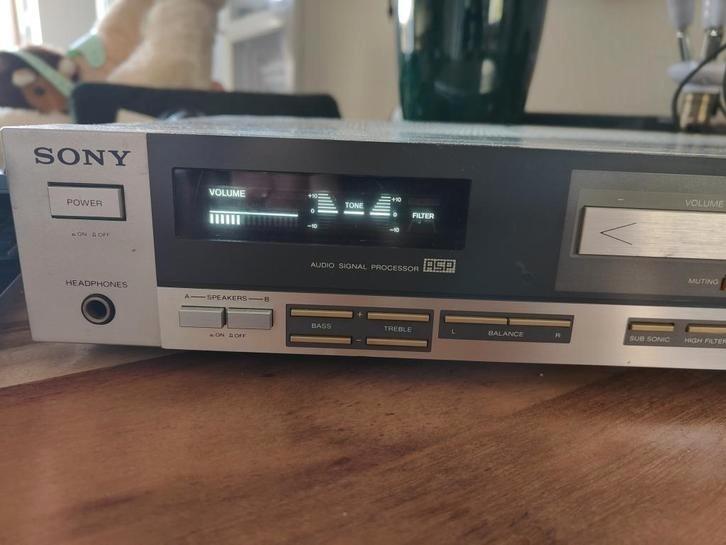 SONY
POWER
ON OFF
HEADPHONES
VOLUME
+10 TONE +10
0 0
-10 -10
FILTER
AUDIO SIGNAL PROCESSOR ASP
A SPEAKERS B
ON OFF
+
BASS TREBLE
-
L BALANCE R
VOLUME
<
MUTING
SUB SONIC HIGH FILTER